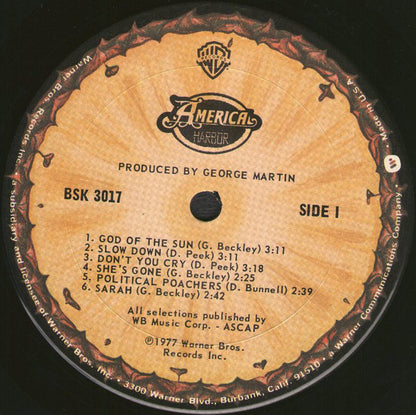 WB
AMERICA
HARBOR
PRODUCED BY GEORGE MARTIN
BSK 3017
SIDE I
1. GOD OF THE SUN (G. Beckley) 3:11
2. SLOW DOWN (D. Peek) 3:11
3. DON'T YOU CRY (D. Peek) 3:18
4. SHE'S GONE (G. Beckley) 2:25
5. POLITICAL POACHERS (D. Bunnell) 2:39
6. SARAH (G. Beckley) 2:42
All selections published by
WB Music Corp. - ASCAP
©1977 Warner Bros.
Records Inc.
Warner Bros. Records Inc., a subsidiary and licensee of Warner Bros. Inc. • 3300 Warner Blvd., Burbank, Calif. 91510 • a Warner Communications Company. • Made in U.S.A.